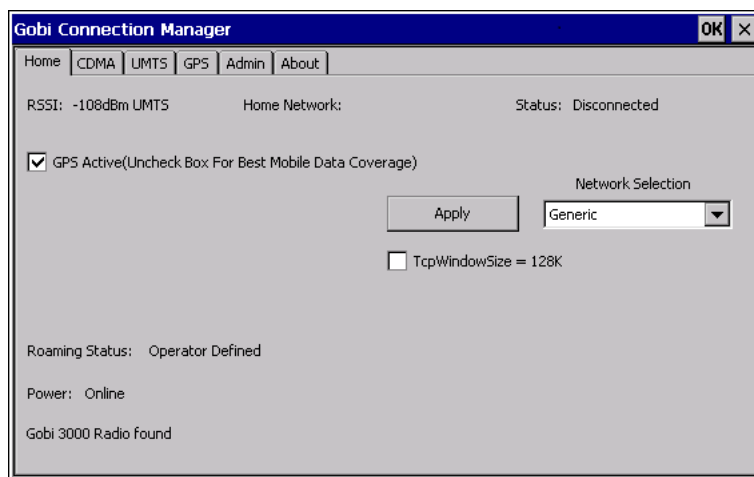 Gobi Connection Manager OK ×
Home CDMA UMTS GPS Admin About
RSSI: -108dBm UMTS Home Network: Status: Disconnected
GPS Active(Uncheck Box For Best Mobile Data Coverage)
Network Selection
Apply Generic
TcpWindowSize = 128K
Roaming Status: Operator Defined
Power: Online
Gobi 3000 Radio found